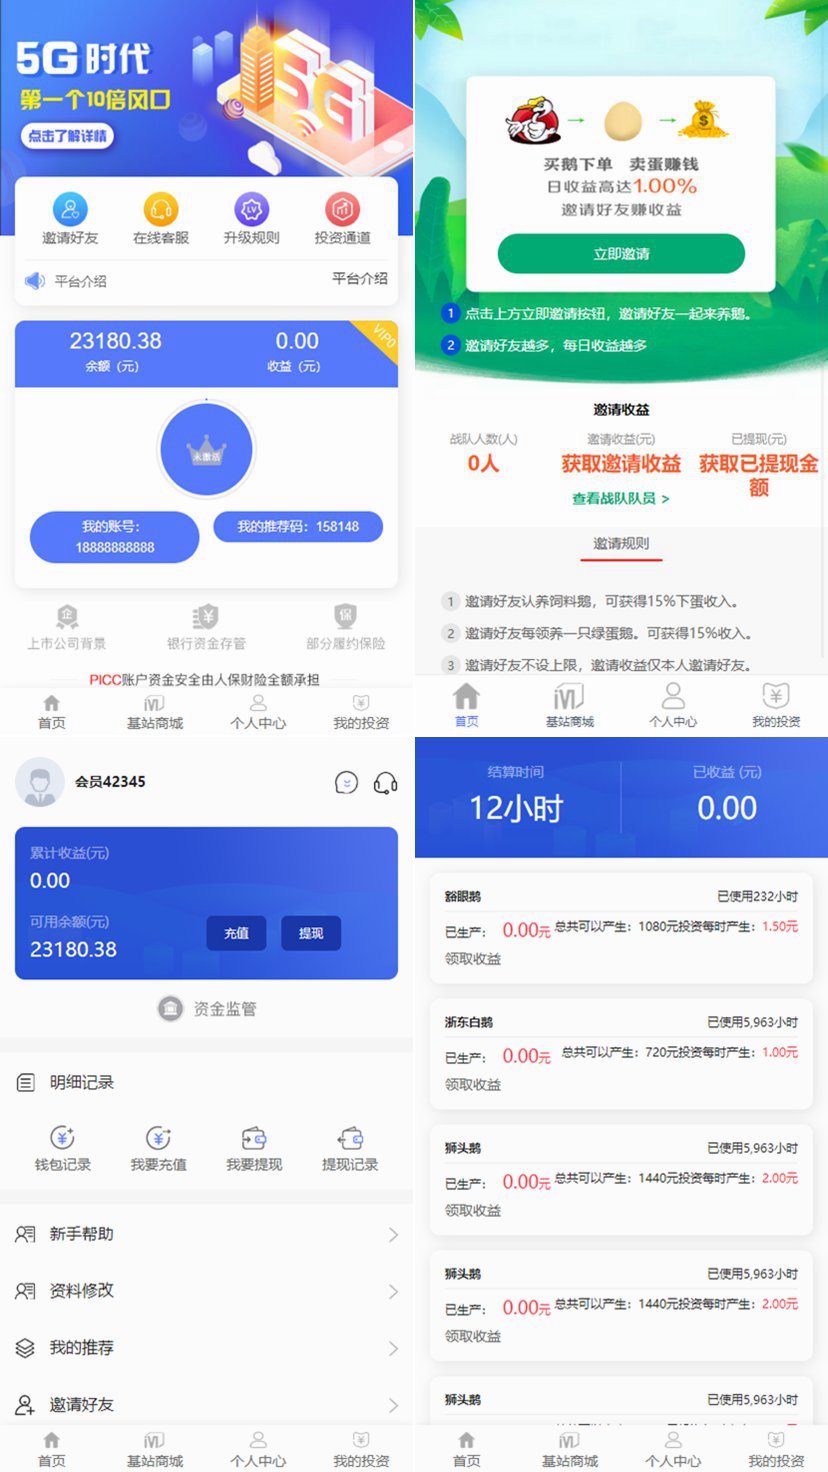 5G时代
第一个10倍风口
点击了解详情
5G
邀请好友
在线客服
升级规则
投资通道
平台介绍
平台介绍
23180.38
0.00
VIP0
余额（元）
收益（元）
未激活
我的账号：
18888888888
我的推荐码：158148
企
保
上市公司背景
银行资金存管
部分履约保险
PICC账户资金安全由人保财险全额承担
首页
基站商城
个人中心
我的投资
买鹅下单 卖蛋赚钱
日收益高达1.00%
邀请好友赚收益
立即邀请
1 点击上方立即邀请按钮，邀请好友一起来养鹅。
2 邀请好友越多，每日收益越多
邀请收益
战队人数(人)
邀请收益(元)
已提现(元)
0人
获取邀请收益
获取已提现金
额
查看战队队员 >
邀请规则
1 邀请好友认养饲料鹅，可获得15%下蛋收入。
2 邀请好友每领养一只绿蛋鹅。可获得15%收入。
3 邀请好友不设上限，邀请收益仅本人邀请好友。
首页
基站商城
个人中心
我的投资
会员42345
累计收益(元)
0.00
可用余额(元)
23180.38
充值
提现
资金监管
明细记录
钱包记录
我要充值
我要提现
提现记录
新手帮助
资料修改
我的推荐
邀请好友
首页
基站商城
个人中心
我的投资
结算时间
已收益 (元)
12小时
0.00
豁眼鹅
已使用232小时
已生产： 0.00元 总共可以产生：1080元投资每时产生：1.50元
领取收益
浙东白鹅
已使用5,963小时
已生产： 0.00元 总共可以产生：720元投资每时产生：1.00元
领取收益
狮头鹅
已使用5,963小时
已生产： 0.00元 总共可以产生：1440元投资每时产生：2.00元
领取收益
狮头鹅
已使用5,963小时
已生产： 0.00元 总共可以产生：1440元投资每时产生：2.00元
领取收益
狮头鹅
已使用5,963小时
首页
基站商城
个人中心
我的投资